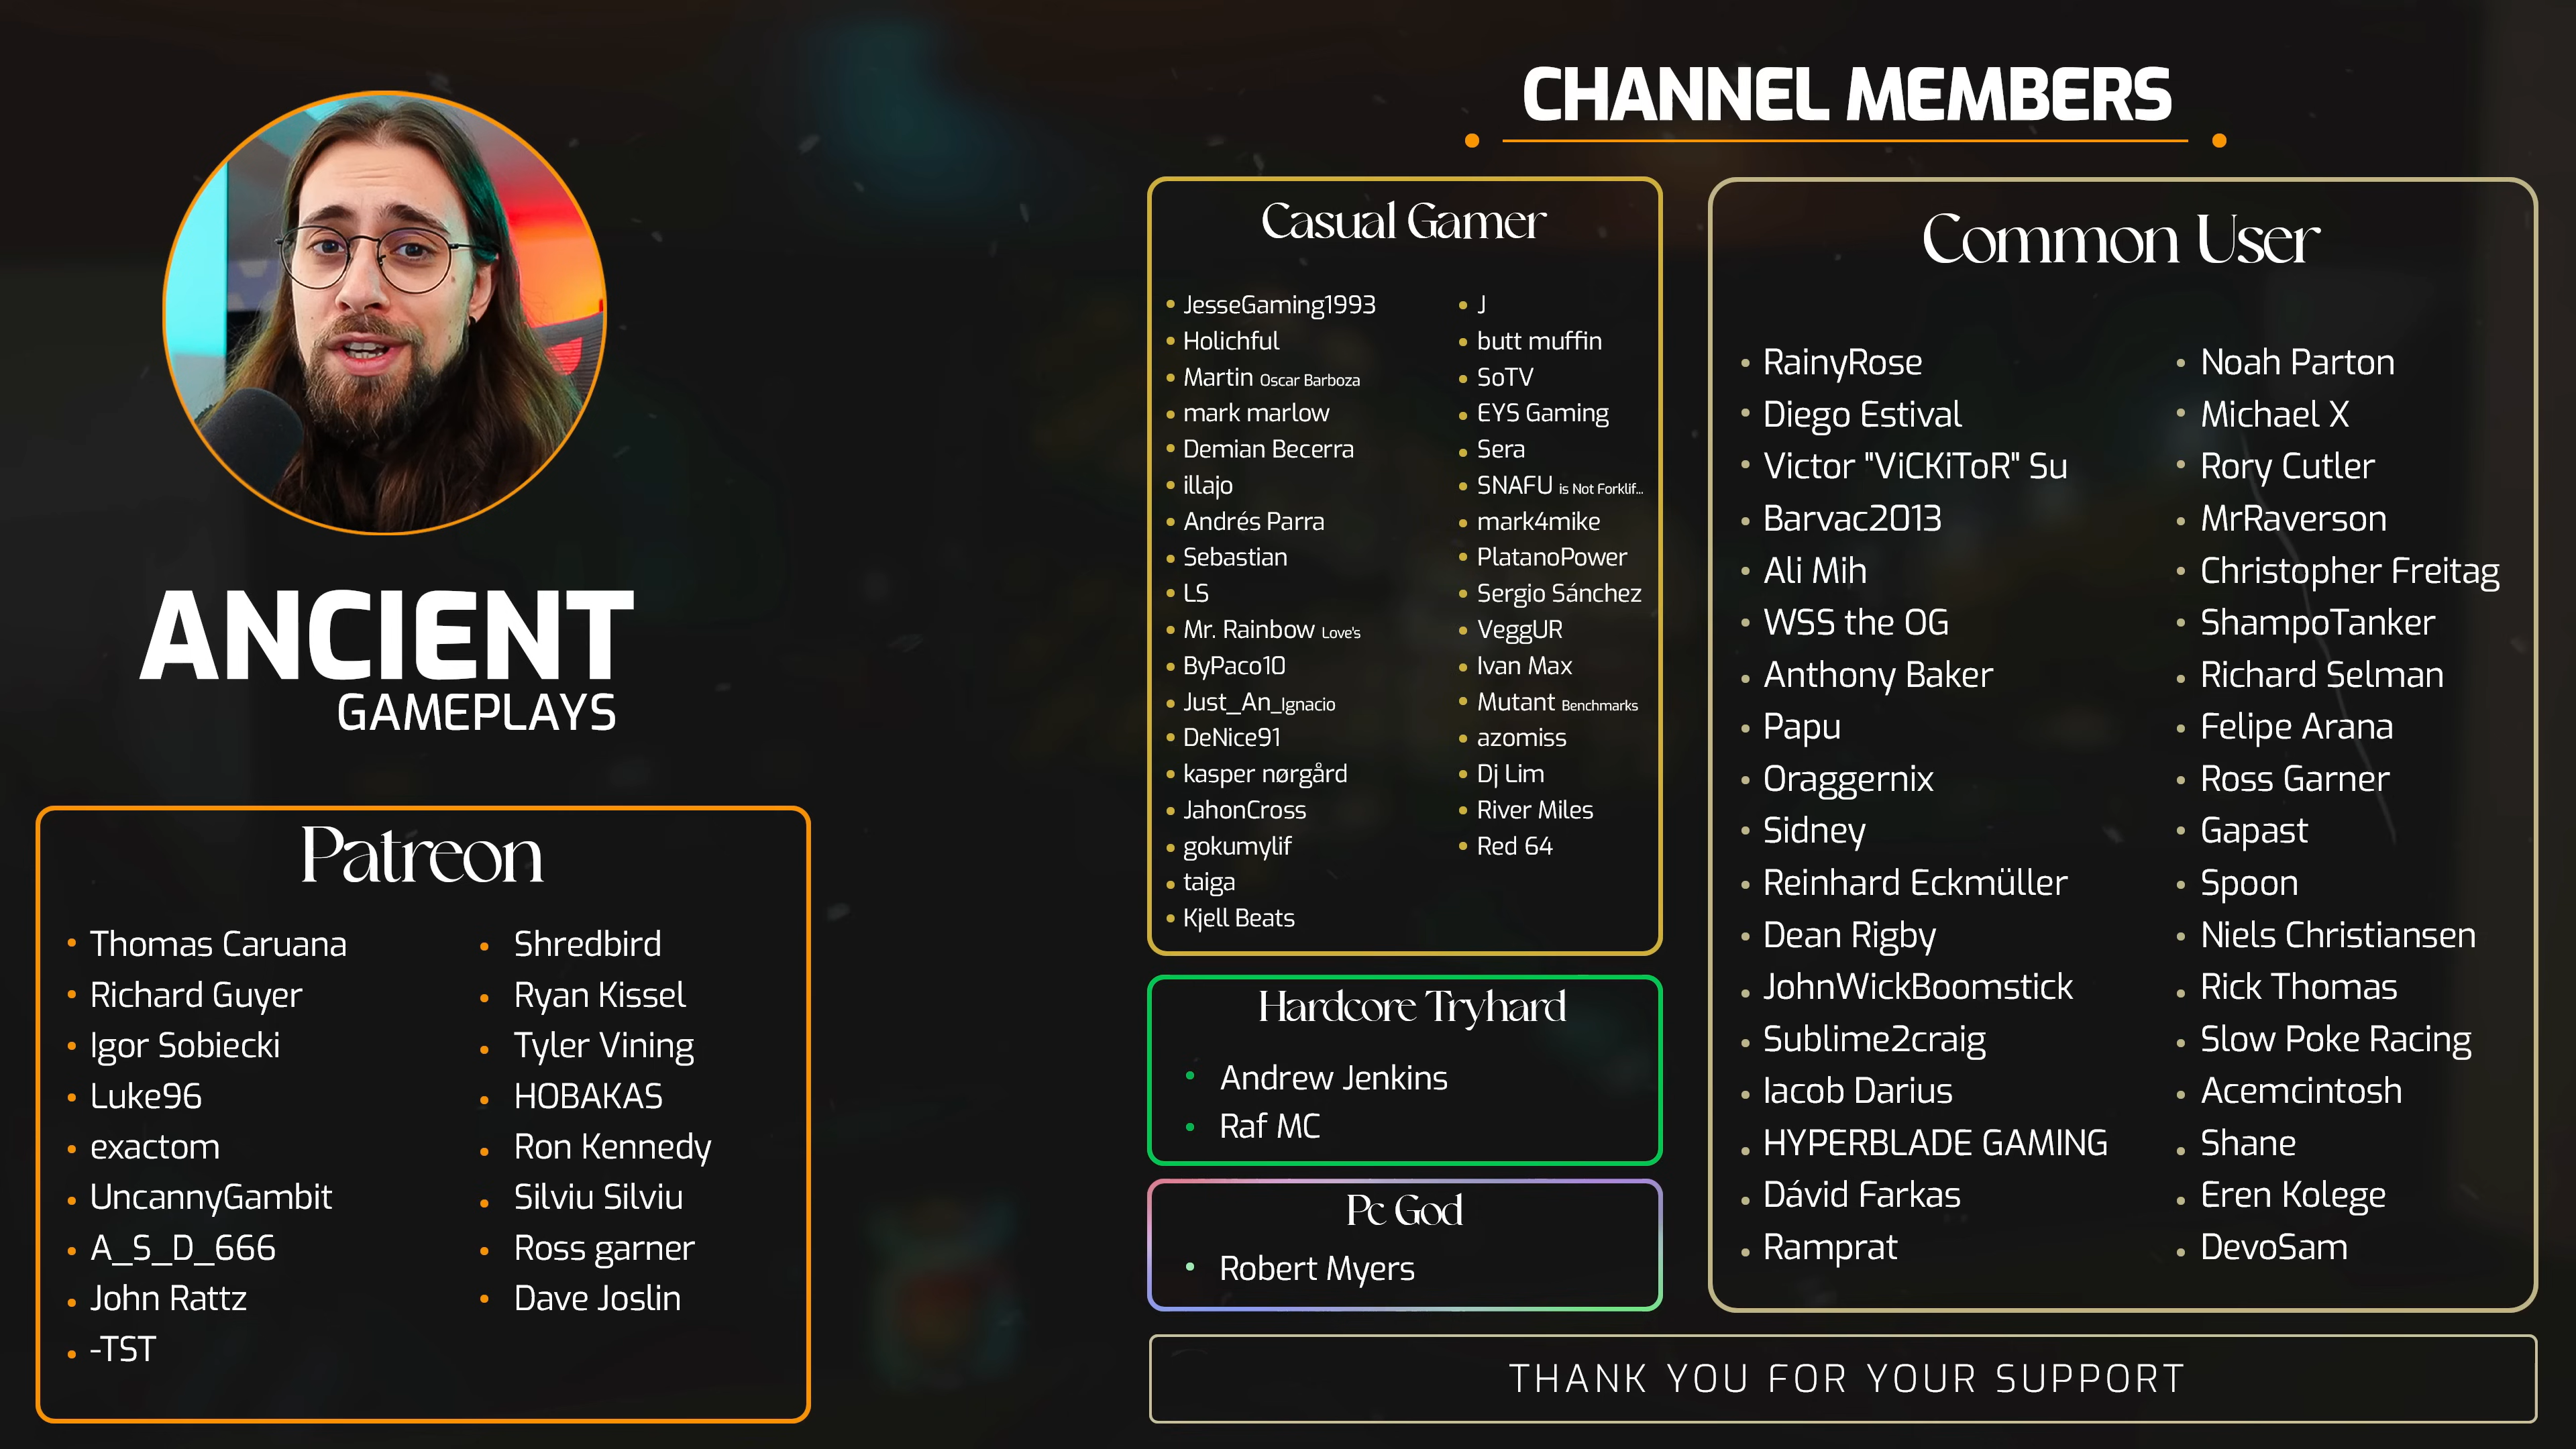 ANCIENT
GAMEPLAYS
Patreon
Thomas Caruana
Richard Guyer
Igor Sobiecki
Luke96
exactom
UncannyGambit
A_S_D_666
John Rattz
-TST
Shredbird
Ryan Kissel
Tyler Vining
HOBAKAS
Ron Kennedy
Silviu Silviu
Ross garner
Dave Joslin
CHANNEL MEMBERS
Casual Gamer
JesseGaming1993
Holichful
Martin Oscar Barboza
mark marlow
Demian Becerra
illajo
Andrés Parra
Sebastian
LS
Mr. Rainbow Love's
ByPaco10
Just_An_Ignacio
DeNice91
kasper nørgård
JahonCross
gokumylif
taiga
Kjell Beats
J
butt muffin
SoTV
EYS Gaming
Sera
SNAFU is Not Forklif...
mark4mike
PlatanoPower
Sergio Sánchez
VeggUR
Ivan Max
Mutant Benchmarks
azomiss
Dj Lim
River Miles
Red 64
Hardcore Tryhard
Andrew Jenkins
Raf MC
Pc God
Robert Myers
Common User
RainyRose
Diego Estival
Victor "ViCKiToR" Su
Barvac2013
Ali Mih
WSS the OG
Anthony Baker
Papu
Oraggernix
Sidney
Reinhard Eckmüller
Dean Rigby
JohnWickBoomstick
Sublime2craig
Iacob Darius
HYPERBLADE GAMING
Dávid Farkas
Ramprat
Noah Parton
Michael X
Rory Cutler
MrRaverson
Christopher Freitag
ShampoTanker
Richard Selman
Felipe Arana
Ross Garner
Gapast
Spoon
Niels Christiansen
Rick Thomas
Slow Poke Racing
Acemcintosh
Shane
Eren Kolege
DevoSam
THANK YOU FOR YOUR SUPPORT